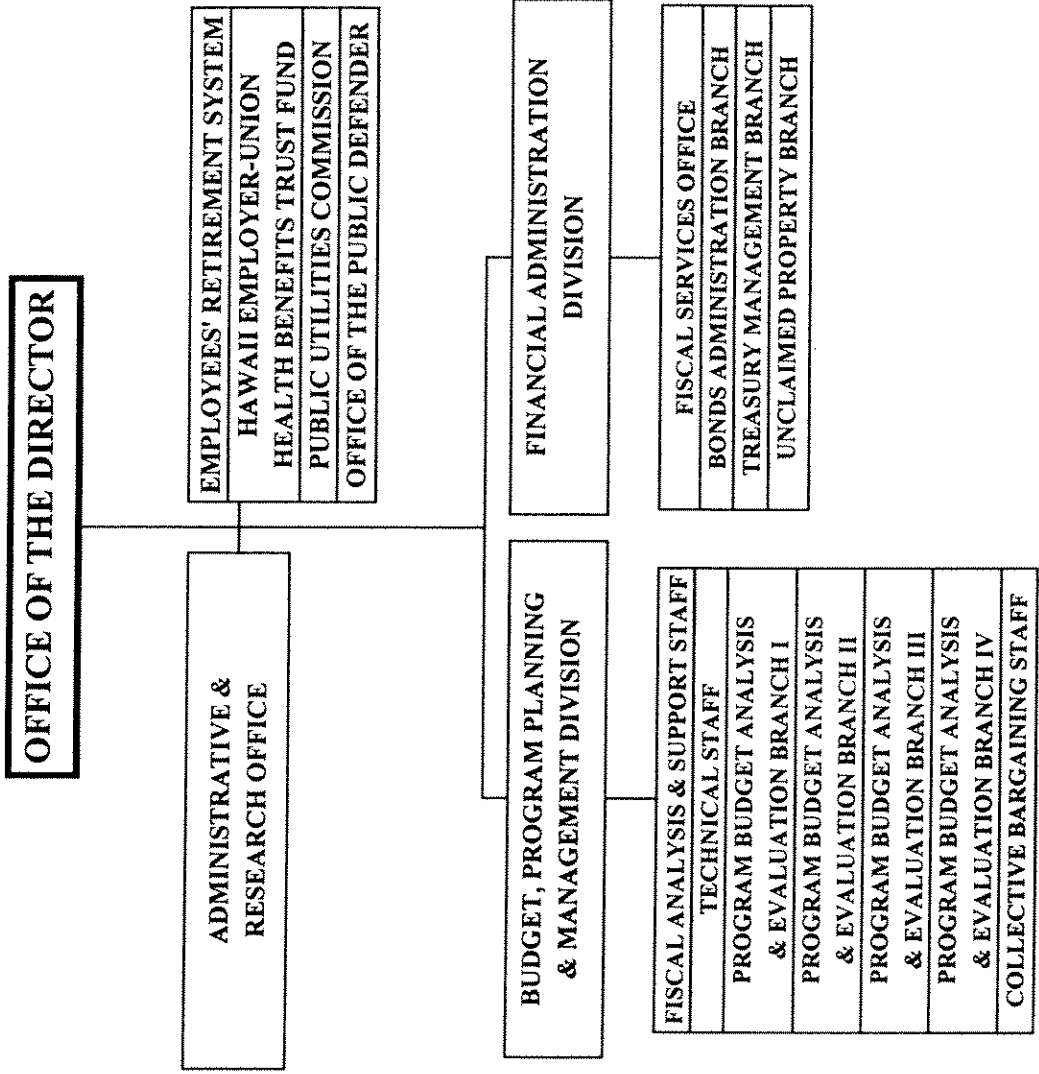 OFFICE OF THE DIRECTOR
ADMINISTRATIVE &
RESEARCH OFFICE
EMPLOYEES' RETIREMENT SYSTEM
HAWAII EMPLOYER-UNION
HEALTH BENEFITS TRUST FUND
PUBLIC UTILITIES COMMISSION
OFFICE OF THE PUBLIC DEFENDER
BUDGET, PROGRAM PLANNING
& MANAGEMENT DIVISION
FINANCIAL ADMINISTRATION
DIVISION
FISCAL ANALYSIS & SUPPORT STAFF
TECHNICAL STAFF
PROGRAM BUDGET ANALYSIS
& EVALUATION BRANCH I
PROGRAM BUDGET ANALYSIS
& EVALUATION BRANCH II
PROGRAM BUDGET ANALYSIS
& EVALUATION BRANCH III
PROGRAM BUDGET ANALYSIS
& EVALUATION BRANCH IV
COLLECTIVE BARGAINING STAFF
FISCAL SERVICES OFFICE
BONDS ADMINISTRATION BRANCH
TREASURY MANAGEMENT BRANCH
UNCLAIMED PROPERTY BRANCH